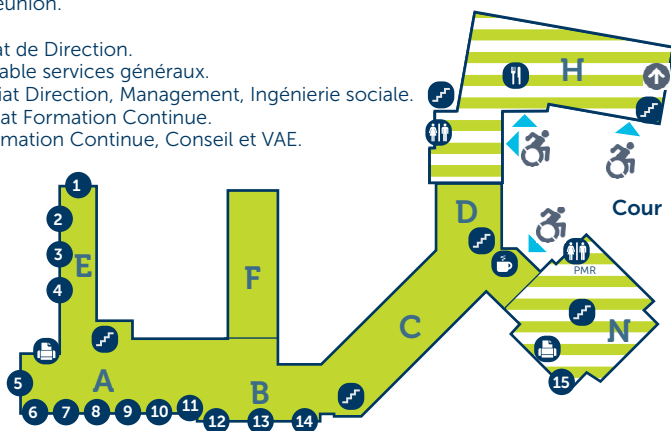 éunion.
at de Direction.
able services généraux.
iat Direction, Management, Ingénierie sociale.
at Formation Continue.
mation Continue, Conseil et VAE.
H
1
2
3
4
E
F
D
Cour
PMR
C
N
5
A
B
15
6 7 8 9 10 11 12 13 14